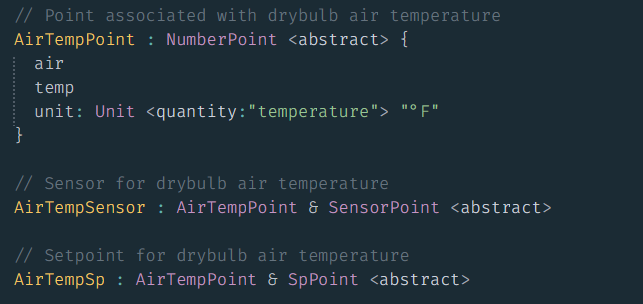 // Point associated with drybulb air temperature
AirTempPoint : NumberPoint <abstract> {
  air
  temp
  unit: Unit <quantity:"temperature"> "°F"
}
// Sensor for drybulb air temperature
AirTempSensor : AirTempPoint & SensorPoint <abstract>
// Setpoint for drybulb air temperature
AirTempSp : AirTempPoint & SpPoint <abstract>